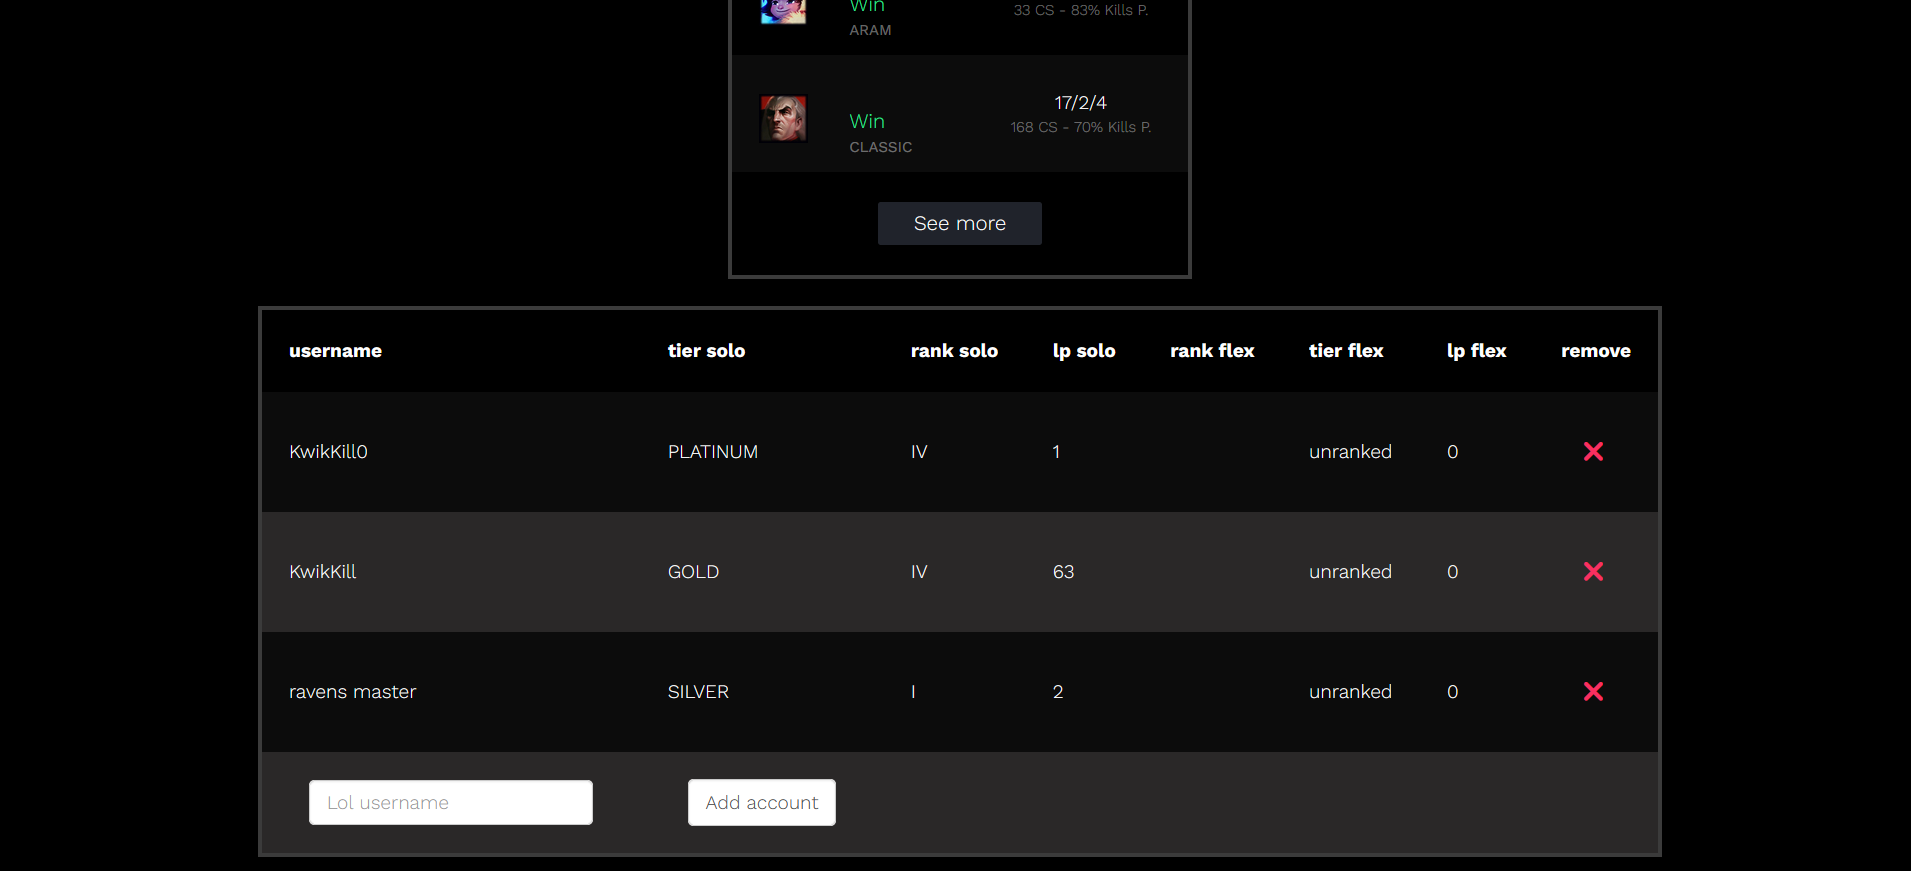 Win
33 CS - 83% Kills P.
ARAM
17/2/4
Win
168 CS - 70% Kills P.
CLASSIC
See more
username tier solo rank solo lp solo rank flex tier flex lp flex remove
KwikKill0 PLATINUM IV 1 unranked 0
KwikKill GOLD IV 63 unranked 0
ravens master SILVER I 2 unranked 0
Lol username Add account